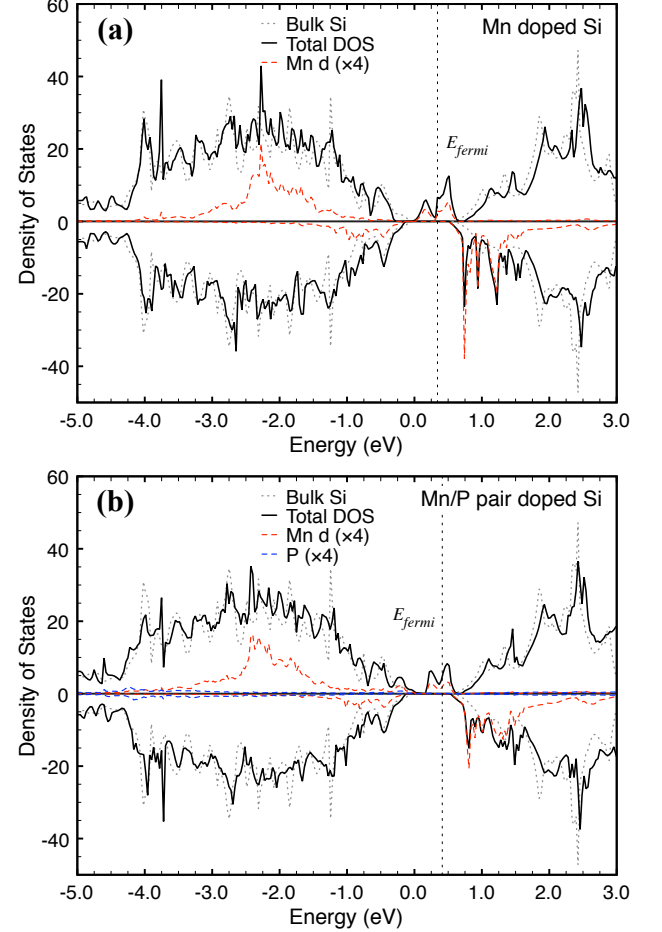 60
(a)
Bulk Si
Total DOS
Mn d (×4)
Mn doped Si
40
20
0
-20
-40
E_fermi
Density of States
-5.0 -4.0 -3.0 -2.0 -1.0 0.0 1.0 2.0 3.0
Energy (eV)
60
(b)
Bulk Si
Total DOS
Mn d (×4)
P (×4)
Mn/P pair doped Si
40
20
0
-20
-40
E_fermi
Density of States
-5.0 -4.0 -3.0 -2.0 -1.0 0.0 1.0 2.0 3.0
Energy (eV)